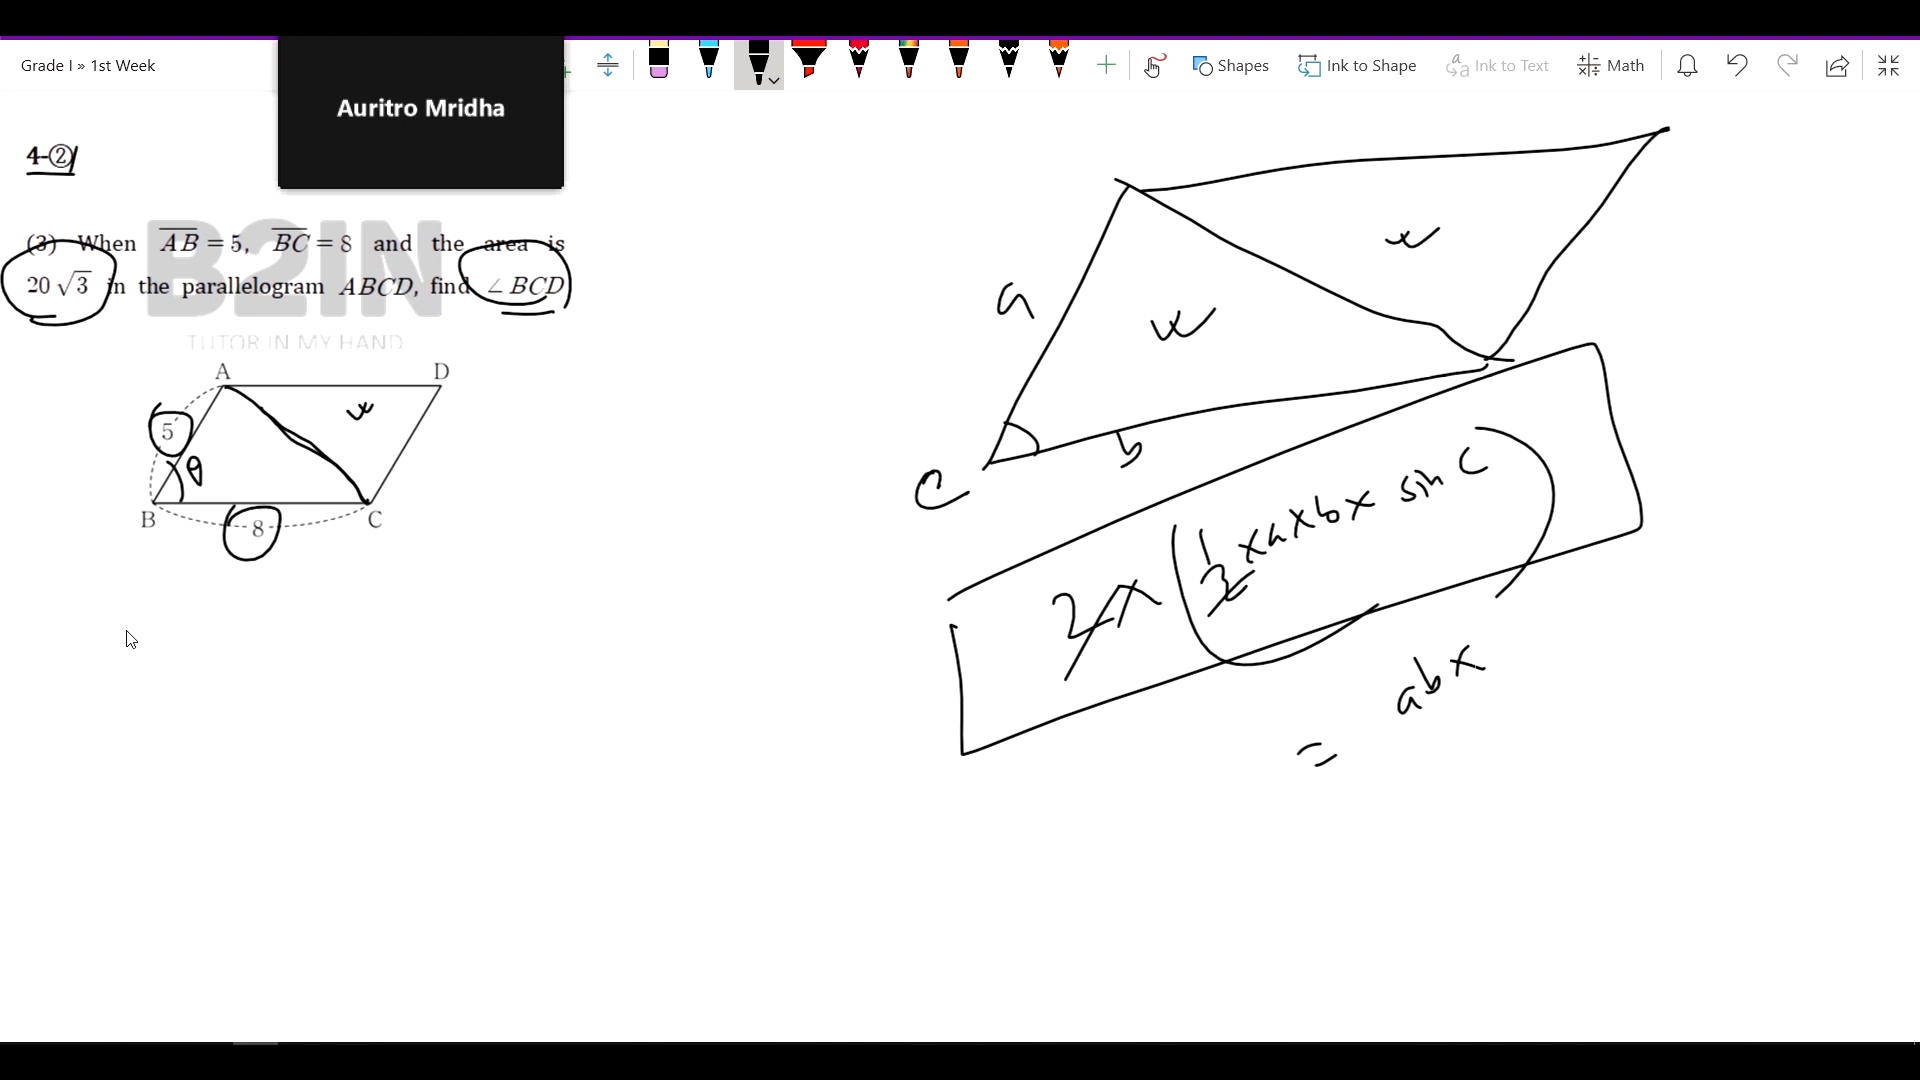 Grade I » 1st Week
Auritro Mridha
Shapes
Ink to Shape
Ink to Text
Math
4-②
B2IN
TUTOR IN MY HAND
(3) When AB = 5, BC = 8 and the area is
20√3 in the parallelogram ABCD, find ∠BCD
A D
5
θ
B C
8
a
b
C
2 × (1/2 × a × b × sin C)
= ab×